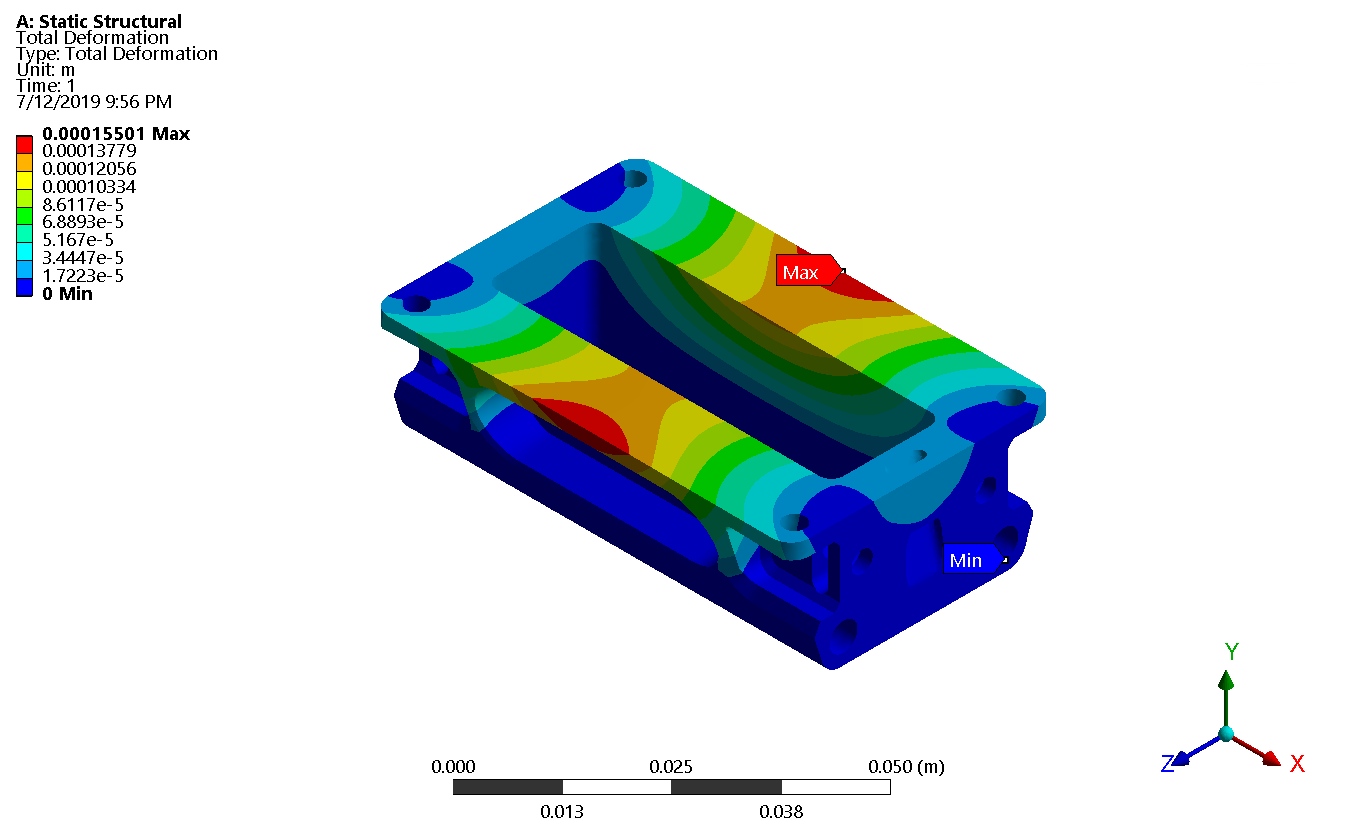 A: Static Structural
Total Deformation
Type: Total Deformation
Unit: m
Time: 1
7/12/2019 9:56 PM
0.00015501 Max
0.00013779
0.00012056
0.00010334
8.6117e-5
6.8893e-5
5.167e-5
3.4447e-5
1.7223e-5
0 Min
Max
Min
Y
Z
X
0.000
0.025
0.050 (m)
0.013
0.038